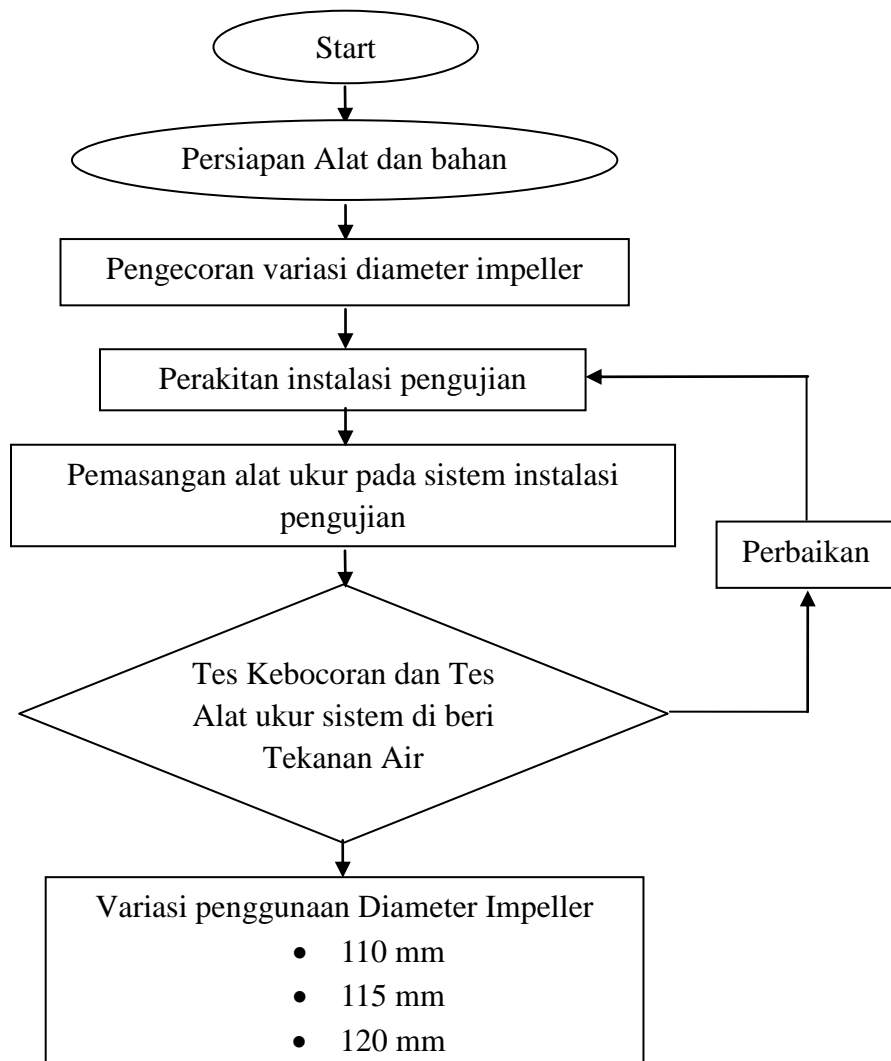 Start
Persiapan Alat dan bahan
Pengecoran variasi diameter impeller
Perakitan instalasi pengujian
Pemasangan alat ukur pada sistem instalasi
pengujian
Perbaikan
Tes Kebocoran dan Tes
Alat ukur sistem di beri
Tekanan Air
Variasi penggunaan Diameter Impeller
• 110 mm
• 115 mm
• 120 mm